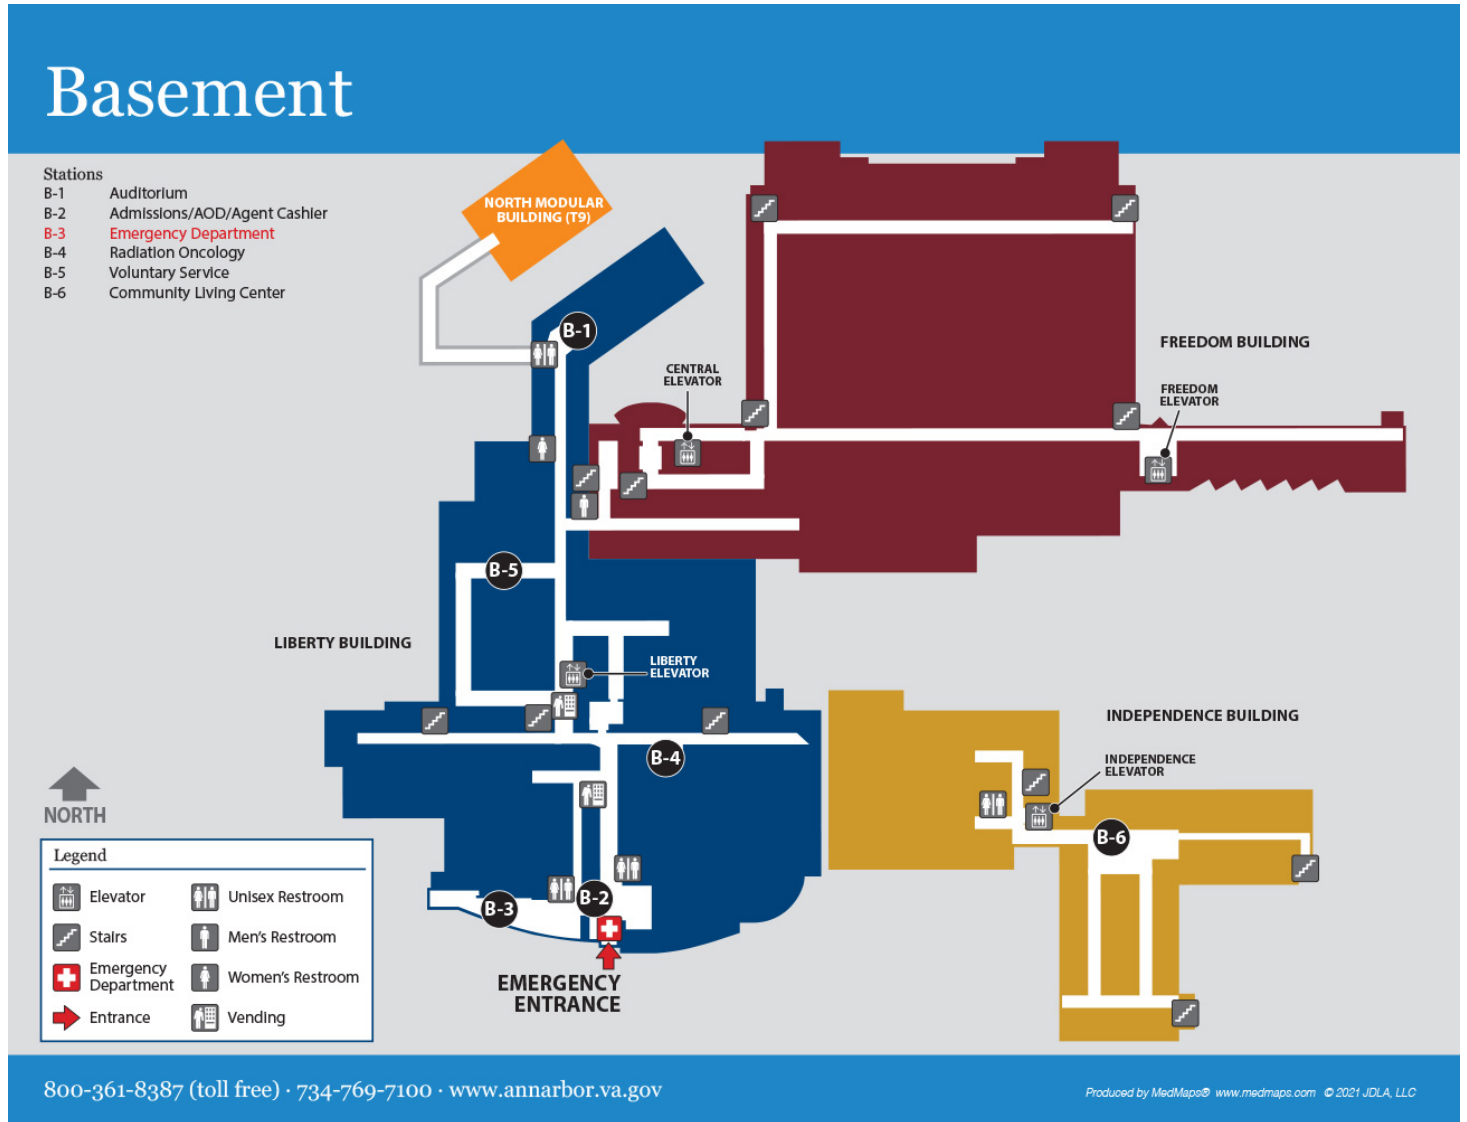 Basement
Stations
B-1 Auditorium
B-2 Admissions/AOD/Agent Cashier
B-3 Emergency Department
B-4 Radiation Oncology
B-5 Voluntary Service
B-6 Community Living Center
NORTH MODULAR
BUILDING (T9)
B-1
CENTRAL
ELEVATOR
FREEDOM BUILDING
FREEDOM
ELEVATOR
B-5
LIBERTY BUILDING
LIBERTY
ELEVATOR
B-4
INDEPENDENCE BUILDING
INDEPENDENCE
ELEVATOR
B-6
B-2
B-3
EMERGENCY
ENTRANCE
NORTH
Legend
Elevator
Unisex Restroom
Stairs
Men's Restroom
Emergency
Department
Women's Restroom
Entrance
Vending
800-361-8387 (toll free) · 734-769-7100 · www.annarbor.va.gov
Produced by MedMaps® www.medmaps.com © 2021 JDLA, LLC